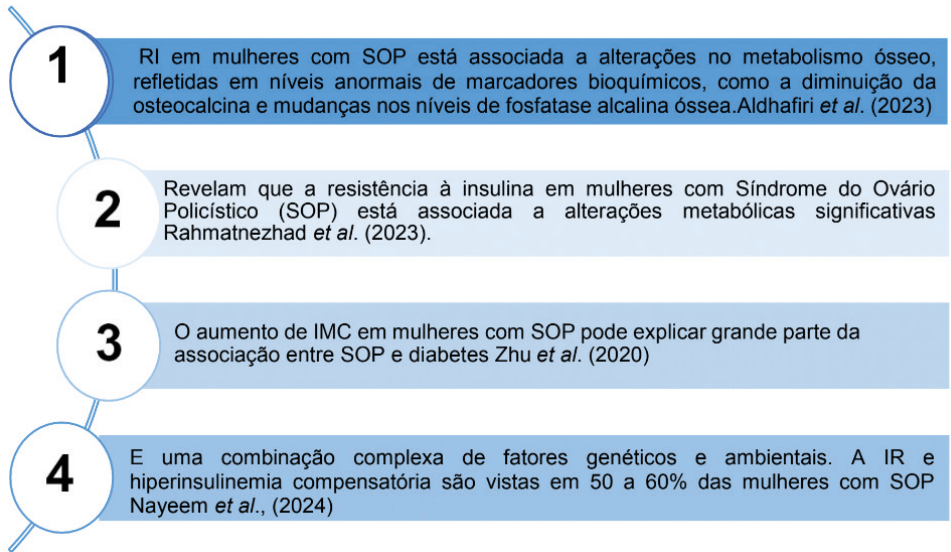 1
RI em mulheres com SOP está associada a alterações no metabolismo ósseo,
refletidas em níveis anormais de marcadores bioquímicos, como a diminuição da
osteocalcina e mudanças nos níveis de fosfatase alcalina óssea.Aldhafiri et al. (2023)
2
Revelam que a resistência à insulina em mulheres com Síndrome do Ovário
Policístico (SOP) está associada a alterações metabólicas significativas
Rahmatnezhad et al. (2023).
3
O aumento de IMC em mulheres com SOP pode explicar grande parte da
associação entre SOP e diabetes Zhu et al. (2020)
4
E uma combinação complexa de fatores genéticos e ambientais. A IR e
hiperinsulinemia compensatória são vistas em 50 a 60% das mulheres com SOP
Nayeem et al., (2024)